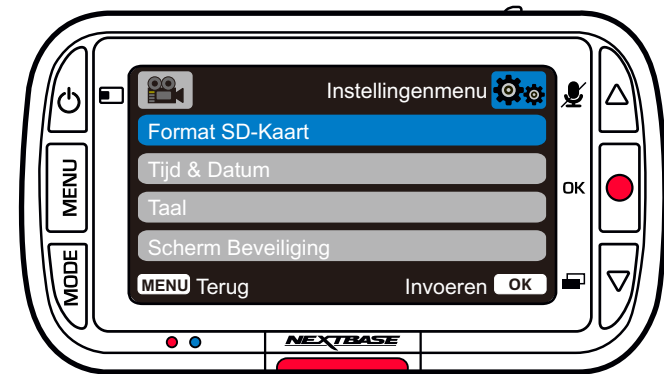 Instellingenmenu
Format SD-Kaart
Tijd & Datum
Taal
Scherm Beveiliging
MENU Terug
Invoeren OK
MENU
MODE
OK
NEXTBASE